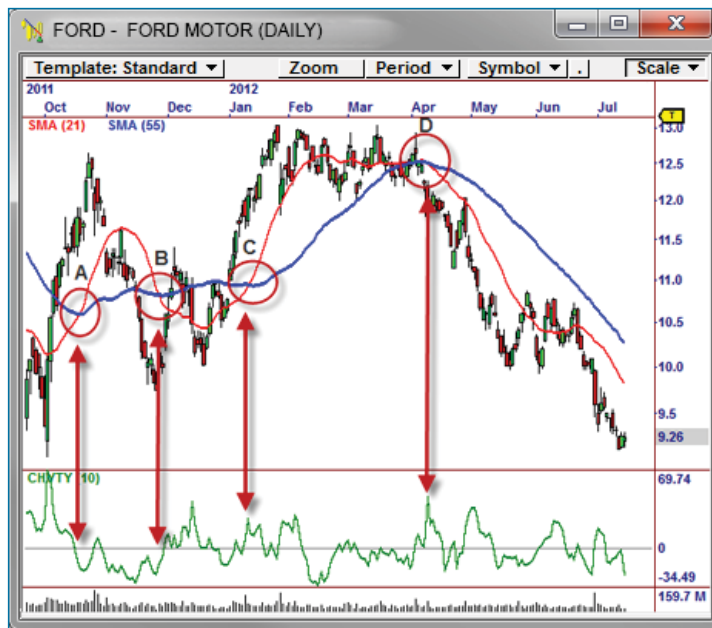 FORD - FORD MOTOR (DAILY)
Template: Standard Zoom Period Symbol . Scale
2011 2012
Oct Nov Dec Jan Feb Mar Apr May Jun Jul
T
SMA (21) SMA (55)
13.0
D
12.5
12.0
11.5
A B C
11.0
10.5
10.0
9.5
9.26
CHVTY (10)
69.74
0
-34.49
159.7 M